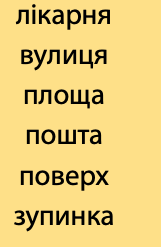 лікарня
вулиця
площа
пошта
поверх
зупинка